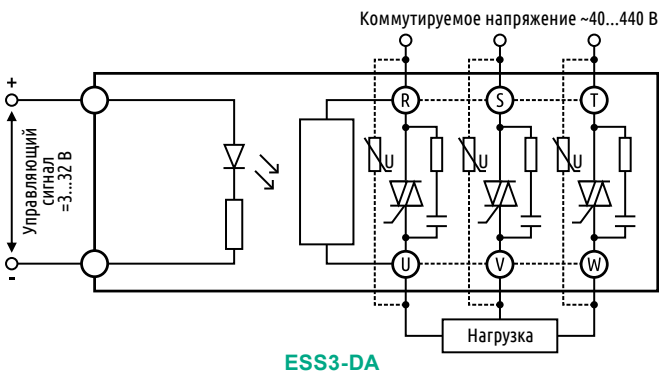 Коммутируемое напряжение ~40...440 В
+
Управляющий
сигнал
=3...32 В
-
R
S
T
U
U
U
U
V
W
Нагрузка
ESS3-DA